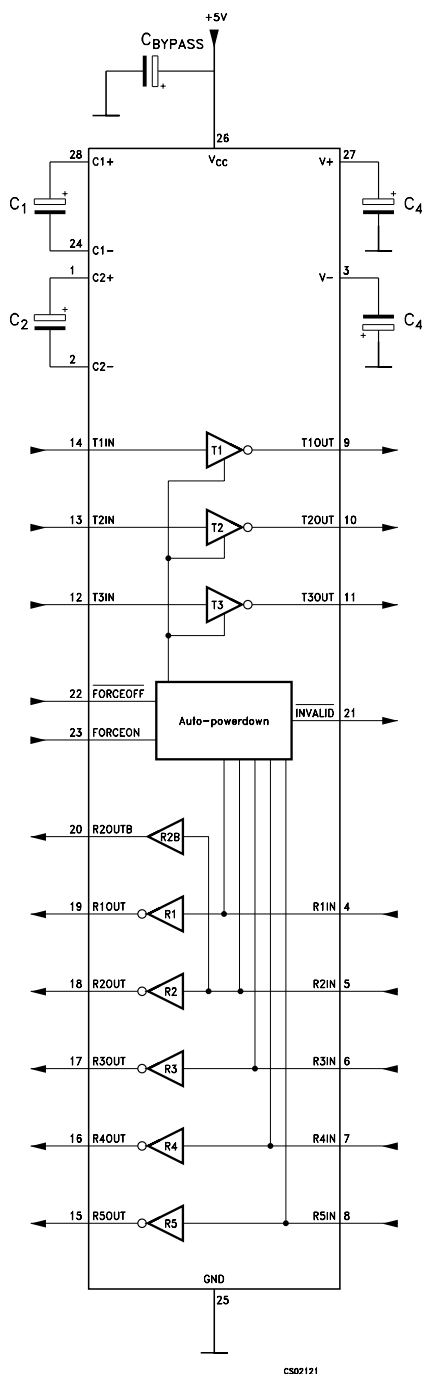 +5V
CBYPASS
+
26
28 C1+ VCC V+ 27
C1 + + C4
24 C1-
1 C2+ V- 3
C2 + + C4
2 C2-
14 T1IN T1 T1OUT 9
13 T2IN T2 T2OUT 10
12 T3IN T3 T3OUT 11
22 FORCEOFF
Auto-powerdown INVALID 21
23 FORCEON
20 R2OUTB R2B
19 R1OUT R1 R1IN 4
18 R2OUT R2 R2IN 5
17 R3OUT R3 R3IN 6
16 R4OUT R4 R4IN 7
15 R5OUT R5 R5IN 8
GND
25
CS02121